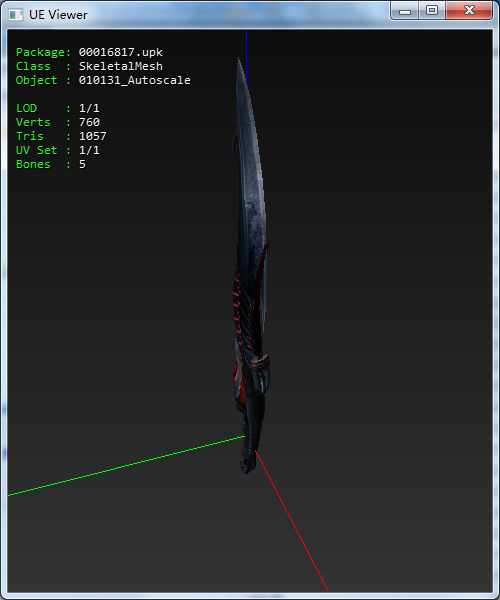 UE Viewer
Package: 00016817.upk
Class : SkeletalMesh
Object : 010131_Autoscale
LOD : 1/1
Verts : 760
Tris : 1057
UV Set : 1/1
Bones : 5